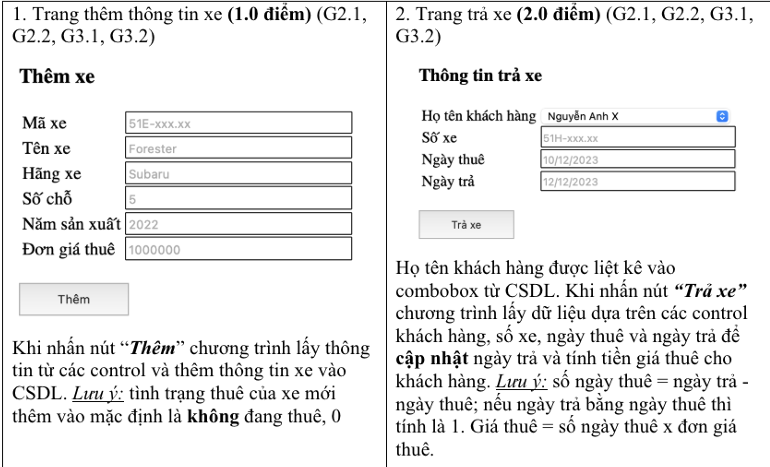 1. Trang thêm thông tin xe (1.0 điểm) (G2.1,
G2.2, G3.1, G3.2)
Thêm xe
Mã xe 51E-xxx.xx
Tên xe Forester
Hãng xe Subaru
Số chỗ 5
Năm sản xuất 2022
Đơn giá thuê 1000000
Thêm
Khi nhấn nút “Thêm” chương trình lấy thông
tin từ các control và thêm thông tin xe vào
CSDL. Lưu ý: tình trạng thuê của xe mới
thêm vào mặc định là không đang thuê, 0
2. Trang trả xe (2.0 điểm) (G2.1, G2.2, G3.1,
G3.2)
Thông tin trả xe
Họ tên khách hàng Nguyễn Anh X
Số xe 51H-xxx.xx
Ngày thuê 10/12/2023
Ngày trả 12/12/2023
Trả xe
Họ tên khách hàng được liệt kê vào
combobox từ CSDL. Khi nhấn nút “Trả xe”
chương trình lấy dữ liệu dựa trên các control
khách hàng, số xe, ngày thuê và ngày trả để
cập nhật ngày trả và tính tiền giá thuê cho
khách hàng. Lưu ý: số ngày thuê = ngày trả -
ngày thuê; nếu ngày trả bằng ngày thuê thì
tính là 1. Giá thuê = số ngày thuê x đơn giá
thuê.